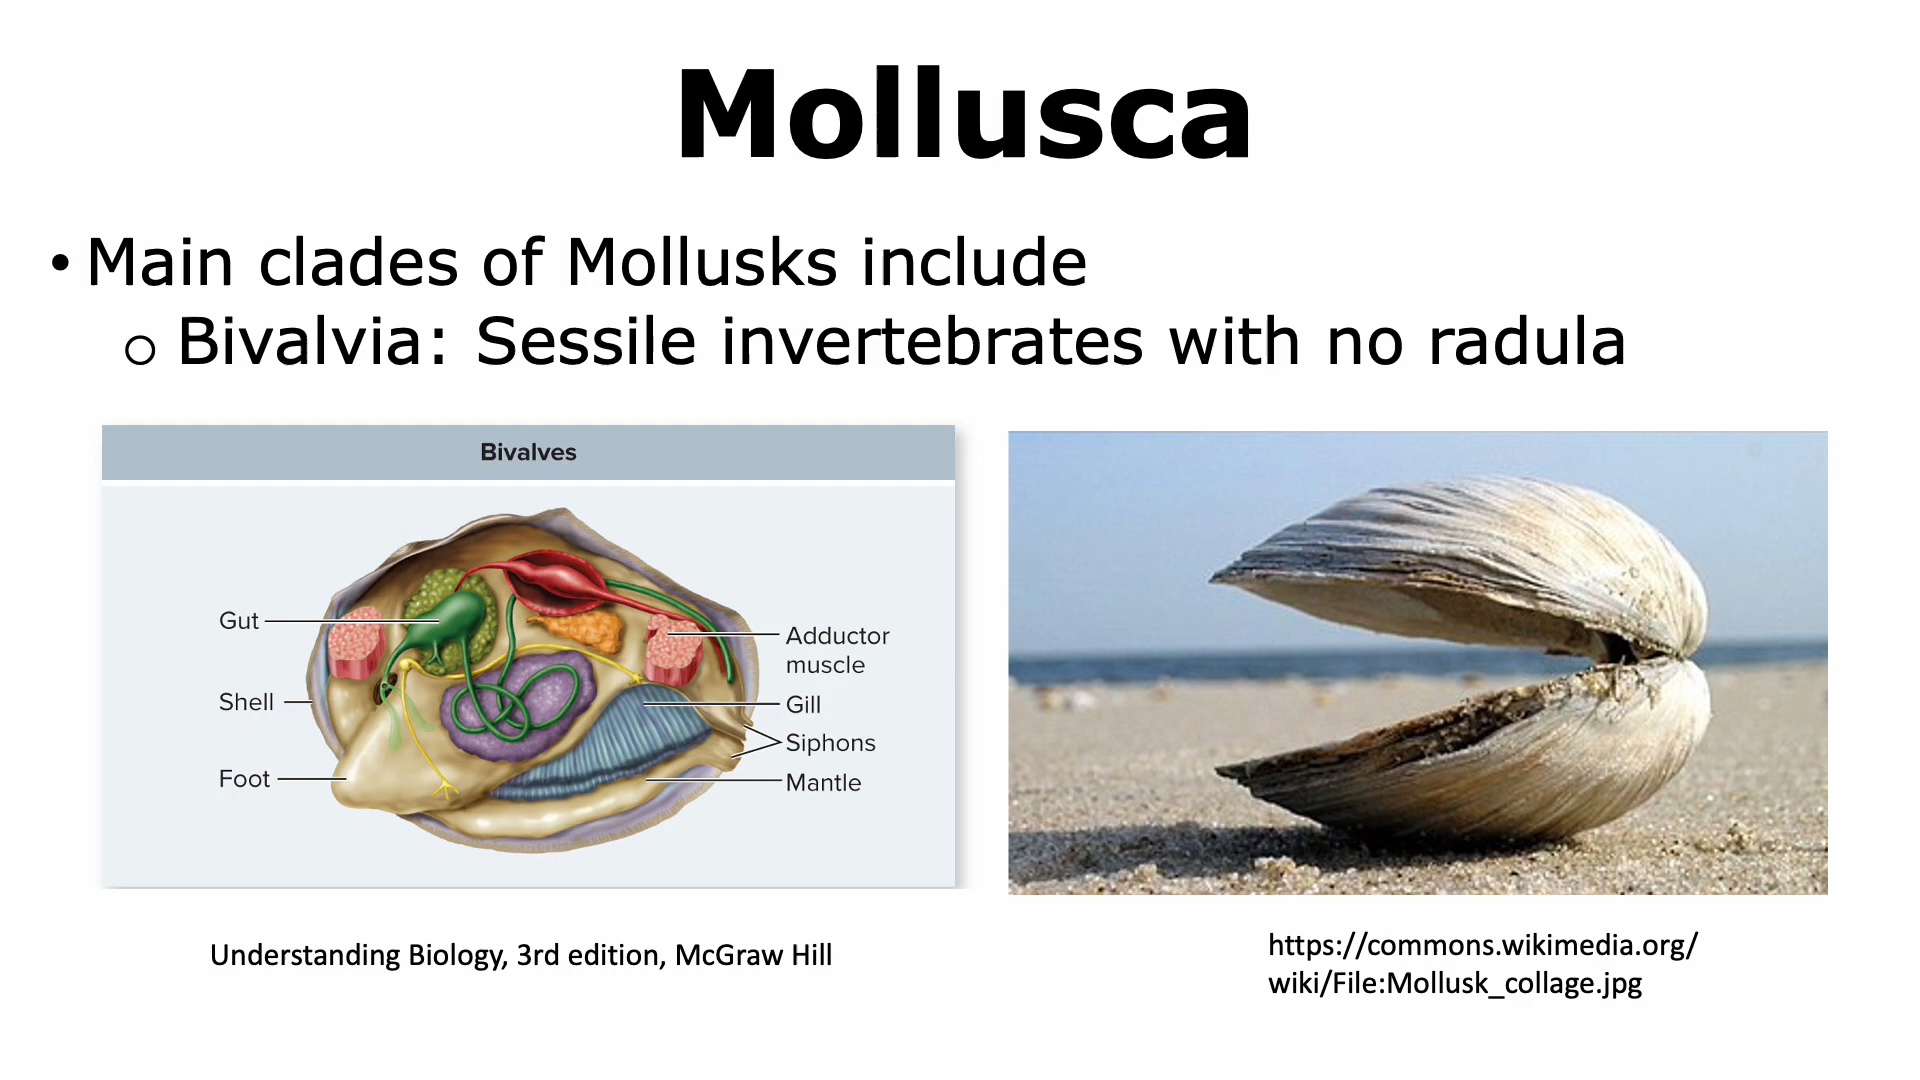 Mollusca
• Main clades of Mollusks include
o Bivalvia: Sessile invertebrates with no radula
Bivalves
Gut
Shell
Foot
Adductor
muscle
Gill
Siphons
Mantle
Understanding Biology, 3rd edition, McGraw Hill
https://commons.wikimedia.org/
wiki/File:Mollusk_collage.jpg